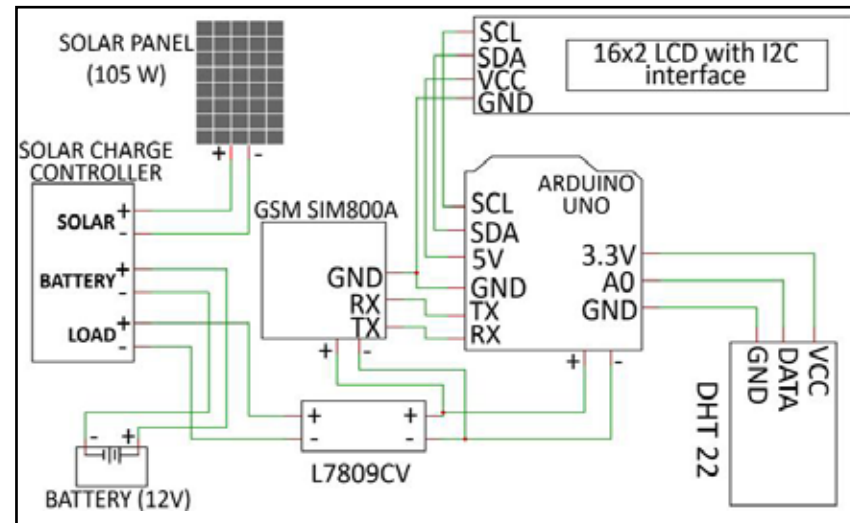 SOLAR PANEL
(105 W)
+ -
SOLAR CHARGE
CONTROLLER
SOLAR
+
-
BATTERY
+
-
LOAD
+
-
- +
BATTERY (12V)
GSM SIM800A
GND
RX
TX
+ -
+ +
- -
L7809CV
SCL
SDA
VCC
GND
16x2 LCD with I2C
interface
ARDUINO
UNO
SCL
SDA
5V
GND
TX
RX
3.3V
A0
GND
+ -
GND
DATA
VCC
DHT 22